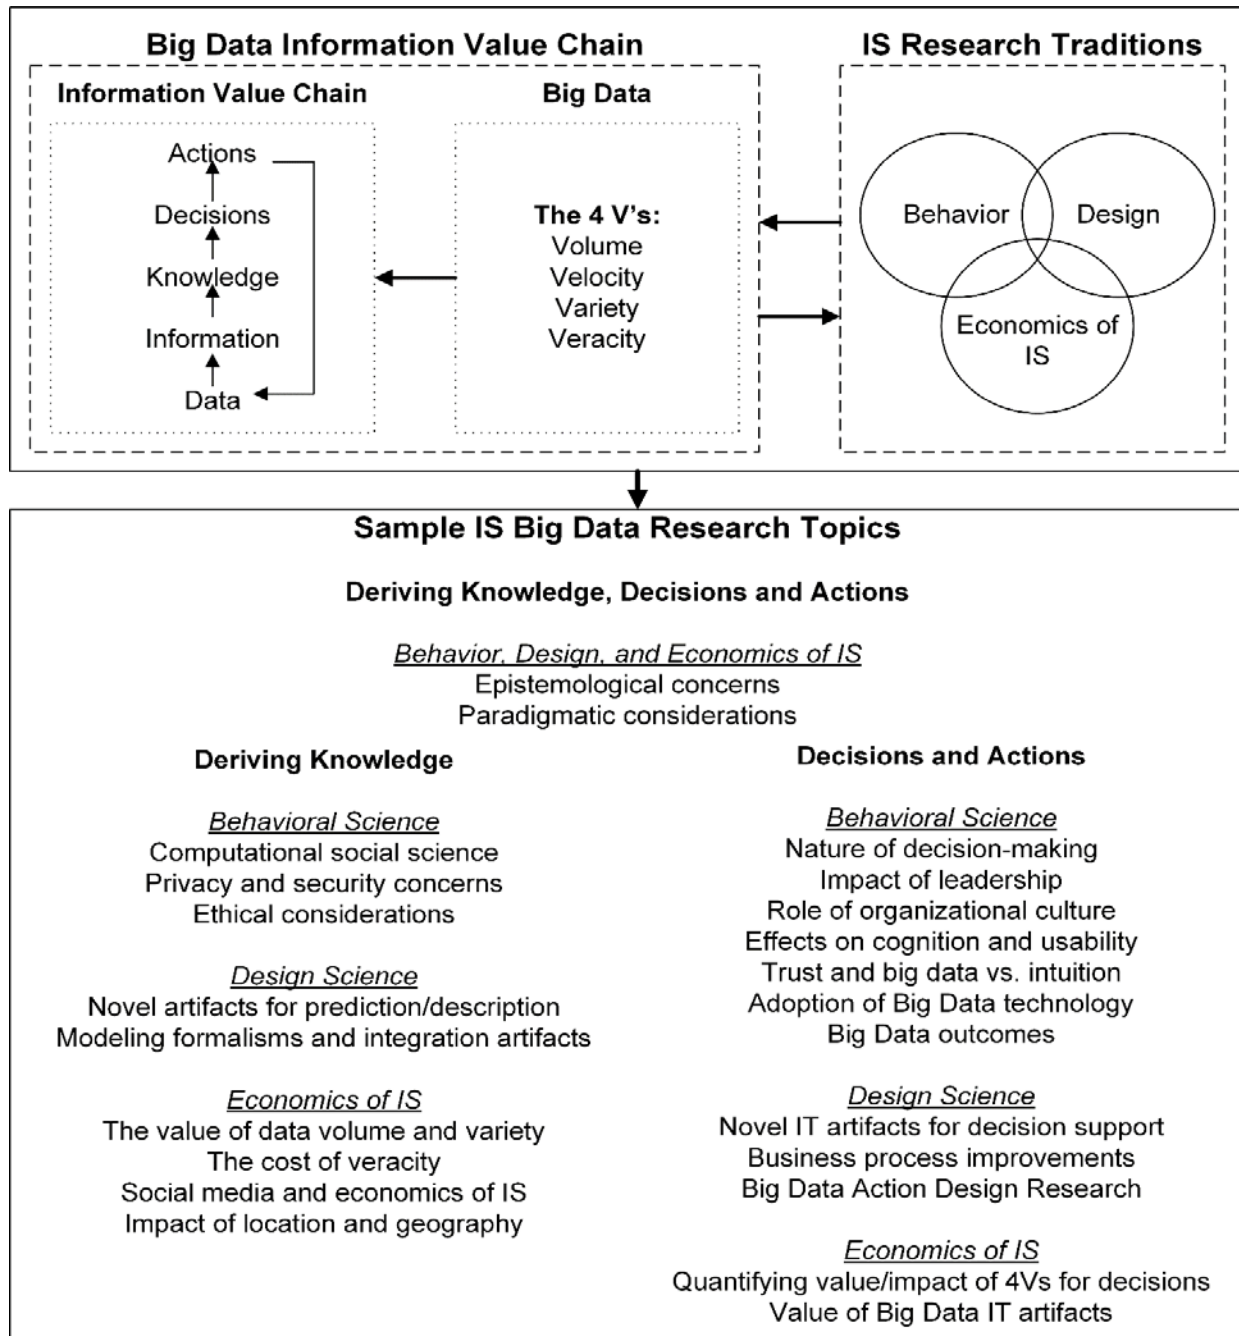 Big Data Information Value Chain
IS Research Traditions
Information Value Chain
Big Data
Actions
Decisions
Knowledge
Information
Data
The 4 V's:
Volume
Velocity
Variety
Veracity
Behavior
Design
Economics of
IS
Sample IS Big Data Research Topics
Deriving Knowledge, Decisions and Actions
Behavior, Design, and Economics of IS
Epistemological concerns
Paradigmatic considerations
Deriving Knowledge
Behavioral Science
Computational social science
Privacy and security concerns
Ethical considerations
Design Science
Novel artifacts for prediction/description
Modeling formalisms and integration artifacts
Economics of IS
The value of data volume and variety
The cost of veracity
Social media and economics of IS
Impact of location and geography
Decisions and Actions
Behavioral Science
Nature of decision-making
Impact of leadership
Role of organizational culture
Effects on cognition and usability
Trust and big data vs. intuition
Adoption of Big Data technology
Big Data outcomes
Design Science
Novel IT artifacts for decision support
Business process improvements
Big Data Action Design Research
Economics of IS
Quantifying value/impact of 4Vs for decisions
Value of Big Data IT artifacts